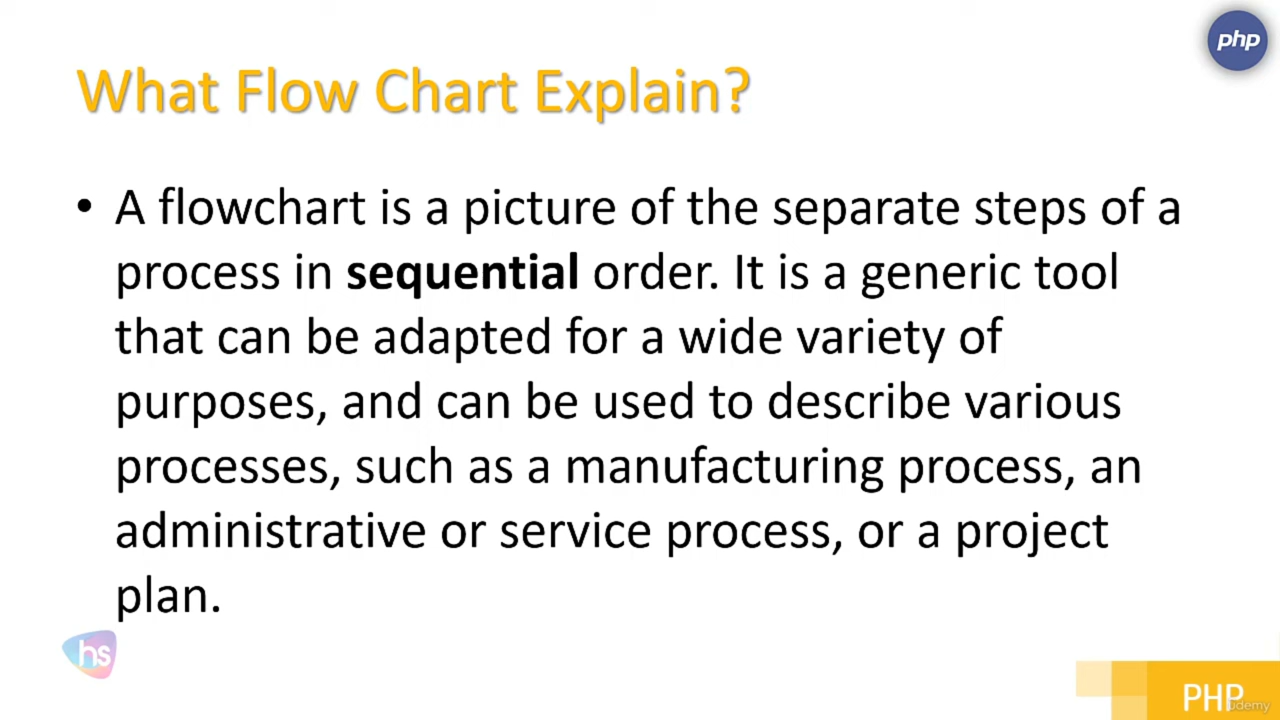 php
What Flow Chart Explain?
• A flowchart is a picture of the separate steps of a
process in sequential order. It is a generic tool
that can be adapted for a wide variety of
purposes, and can be used to describe various
processes, such as a manufacturing process, an
administrative or service process, or a project
plan.
hs
PHP
udemy